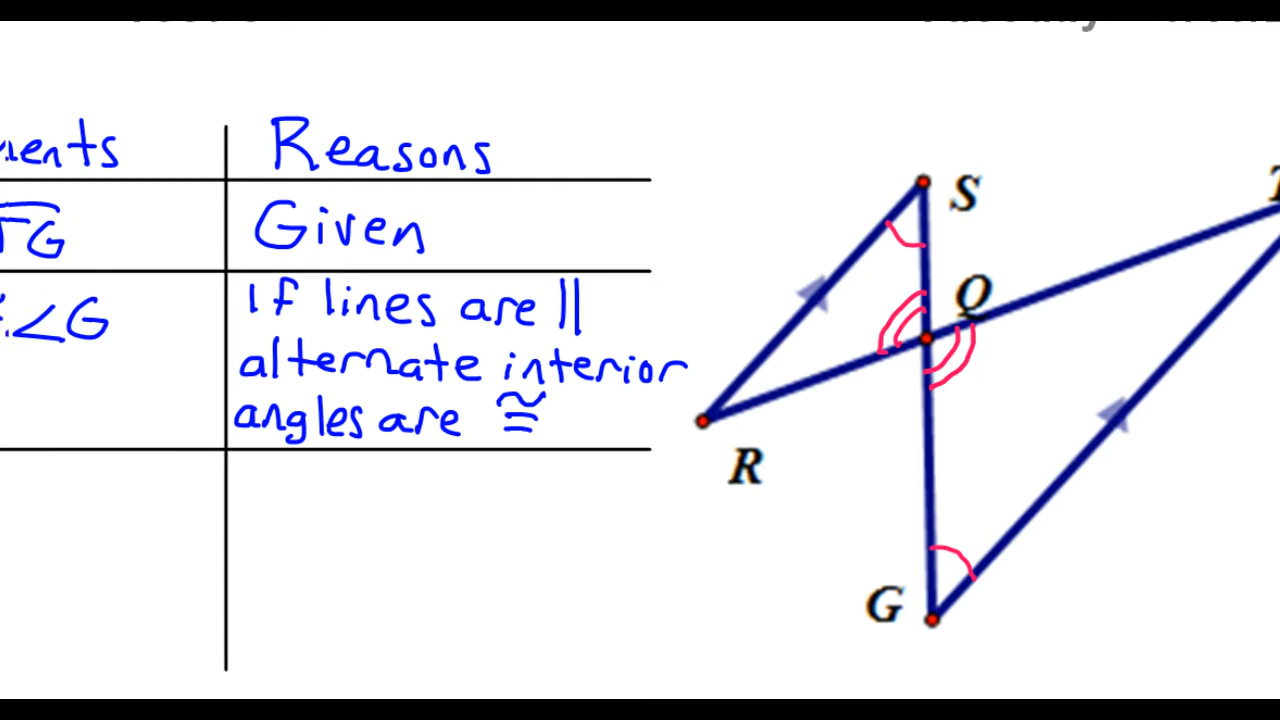 Reasons
Given
∠G
If lines are ||
alternate interior
angles are ≅
S
Q
R
G